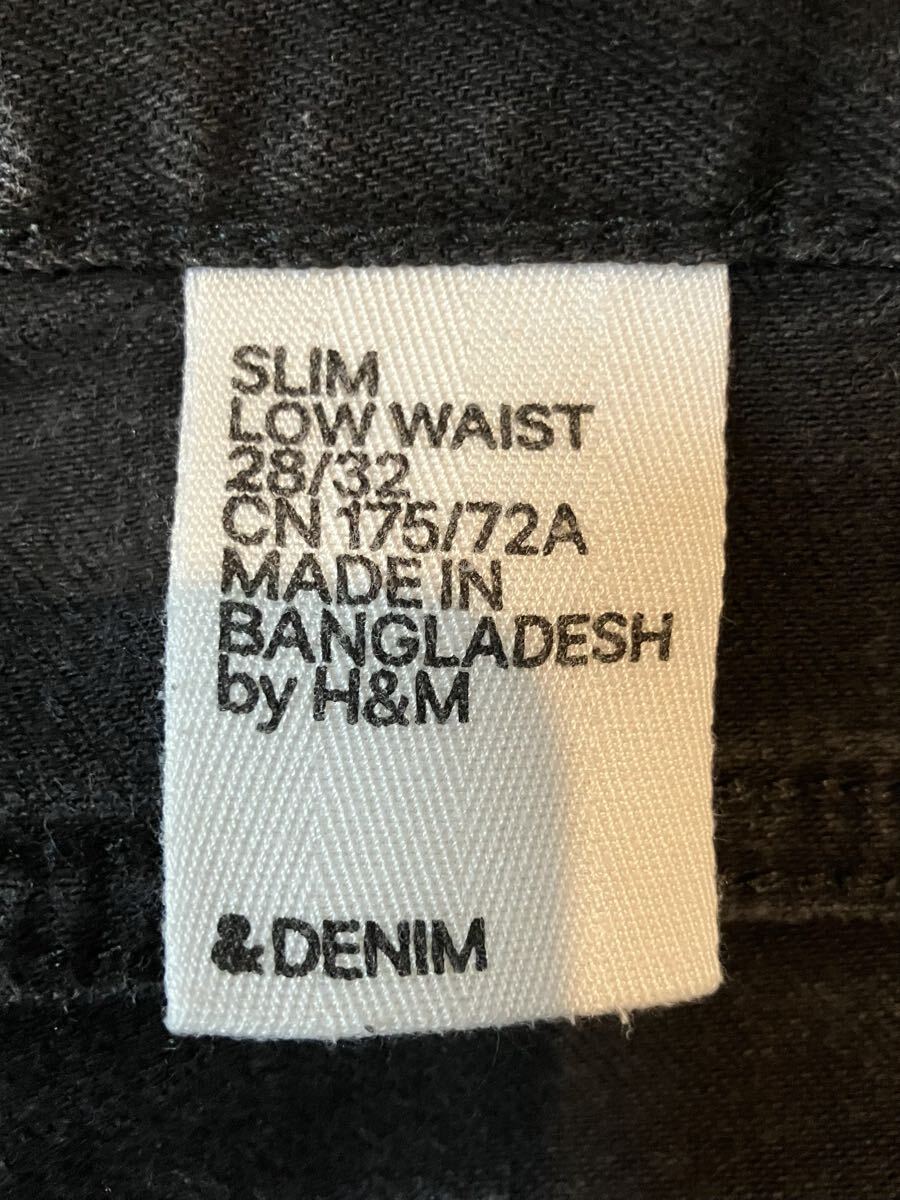 SLIM
LOW WAIST
28/32
CN 175/72A
MADE IN
BANGLADESH
by H&M
&DENIM